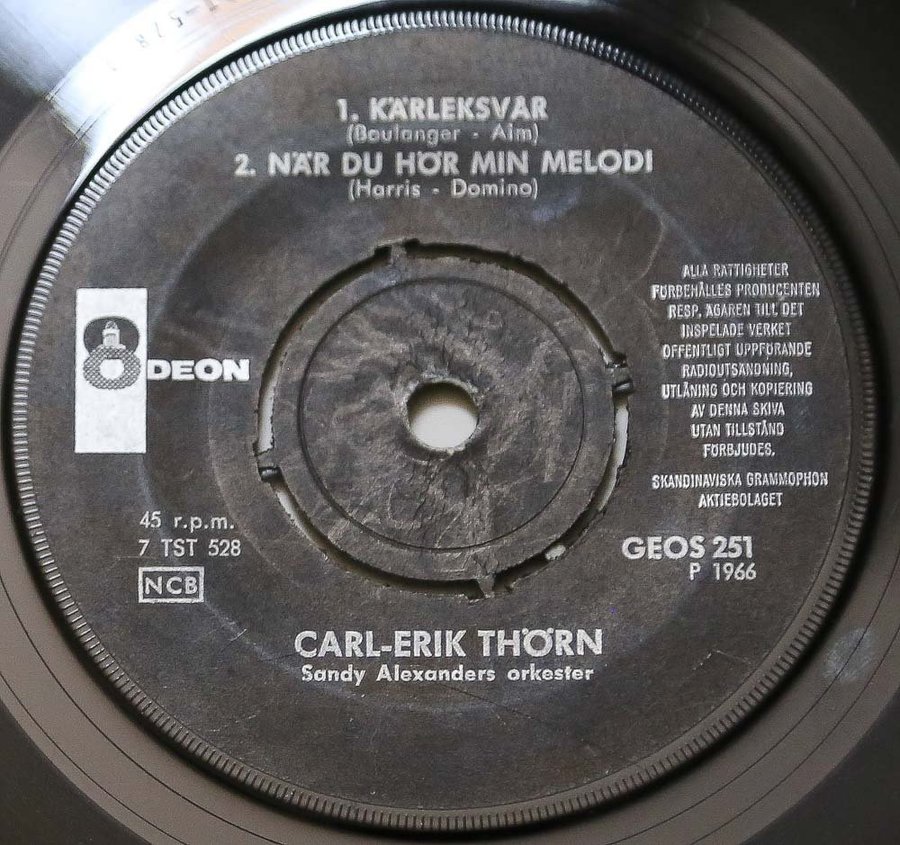 1. KÄRLEKSVAR
(Boulanger - Alm)
2. NÄR DU HÖR MIN MELODI
(Harris - Domino)
ODEON
ALLA RÄTTIGHETER
FÖRBEHÅLLES PRODUCENTEN
RESP. ÄGAREN TILL DET
INSPELADE VERKET
OFFENTLIGT UPPFÖRANDE
RADIOUTSÄNDNING,
UTLÅNING OCH KOPIERING
AV DENNA SKIVA
UTAN TILLSTÅND
FÖRBJUDES.
SKANDINAVISKA GRAMMOPHON
AKTIEBOLAGET
45 r.p.m.
7 TST 528
NCB
GEOS 251
P 1966
CARL-ERIK THÖRN
Sandy Alexanders orkester